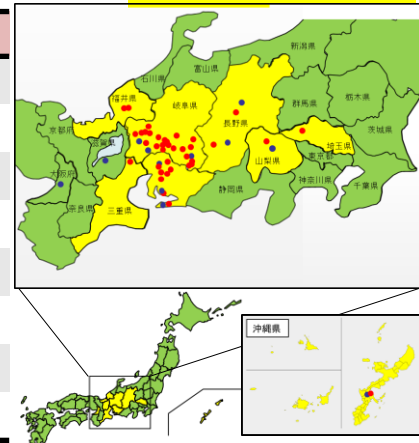 新潟県
富山県
石川県
福井県
群馬県
栃木県
岐阜県
長野県
茨城県
京都府
滋賀県
埼玉県
山梨県
東京都
大阪府
静岡県
神奈川県
千葉県
奈良県
三重県
沖縄県